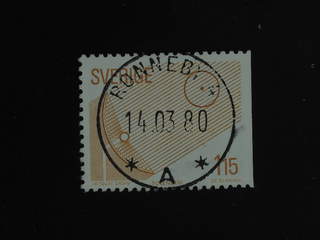 SVERIGE
RONNEBY
14.03 80
* A *
115